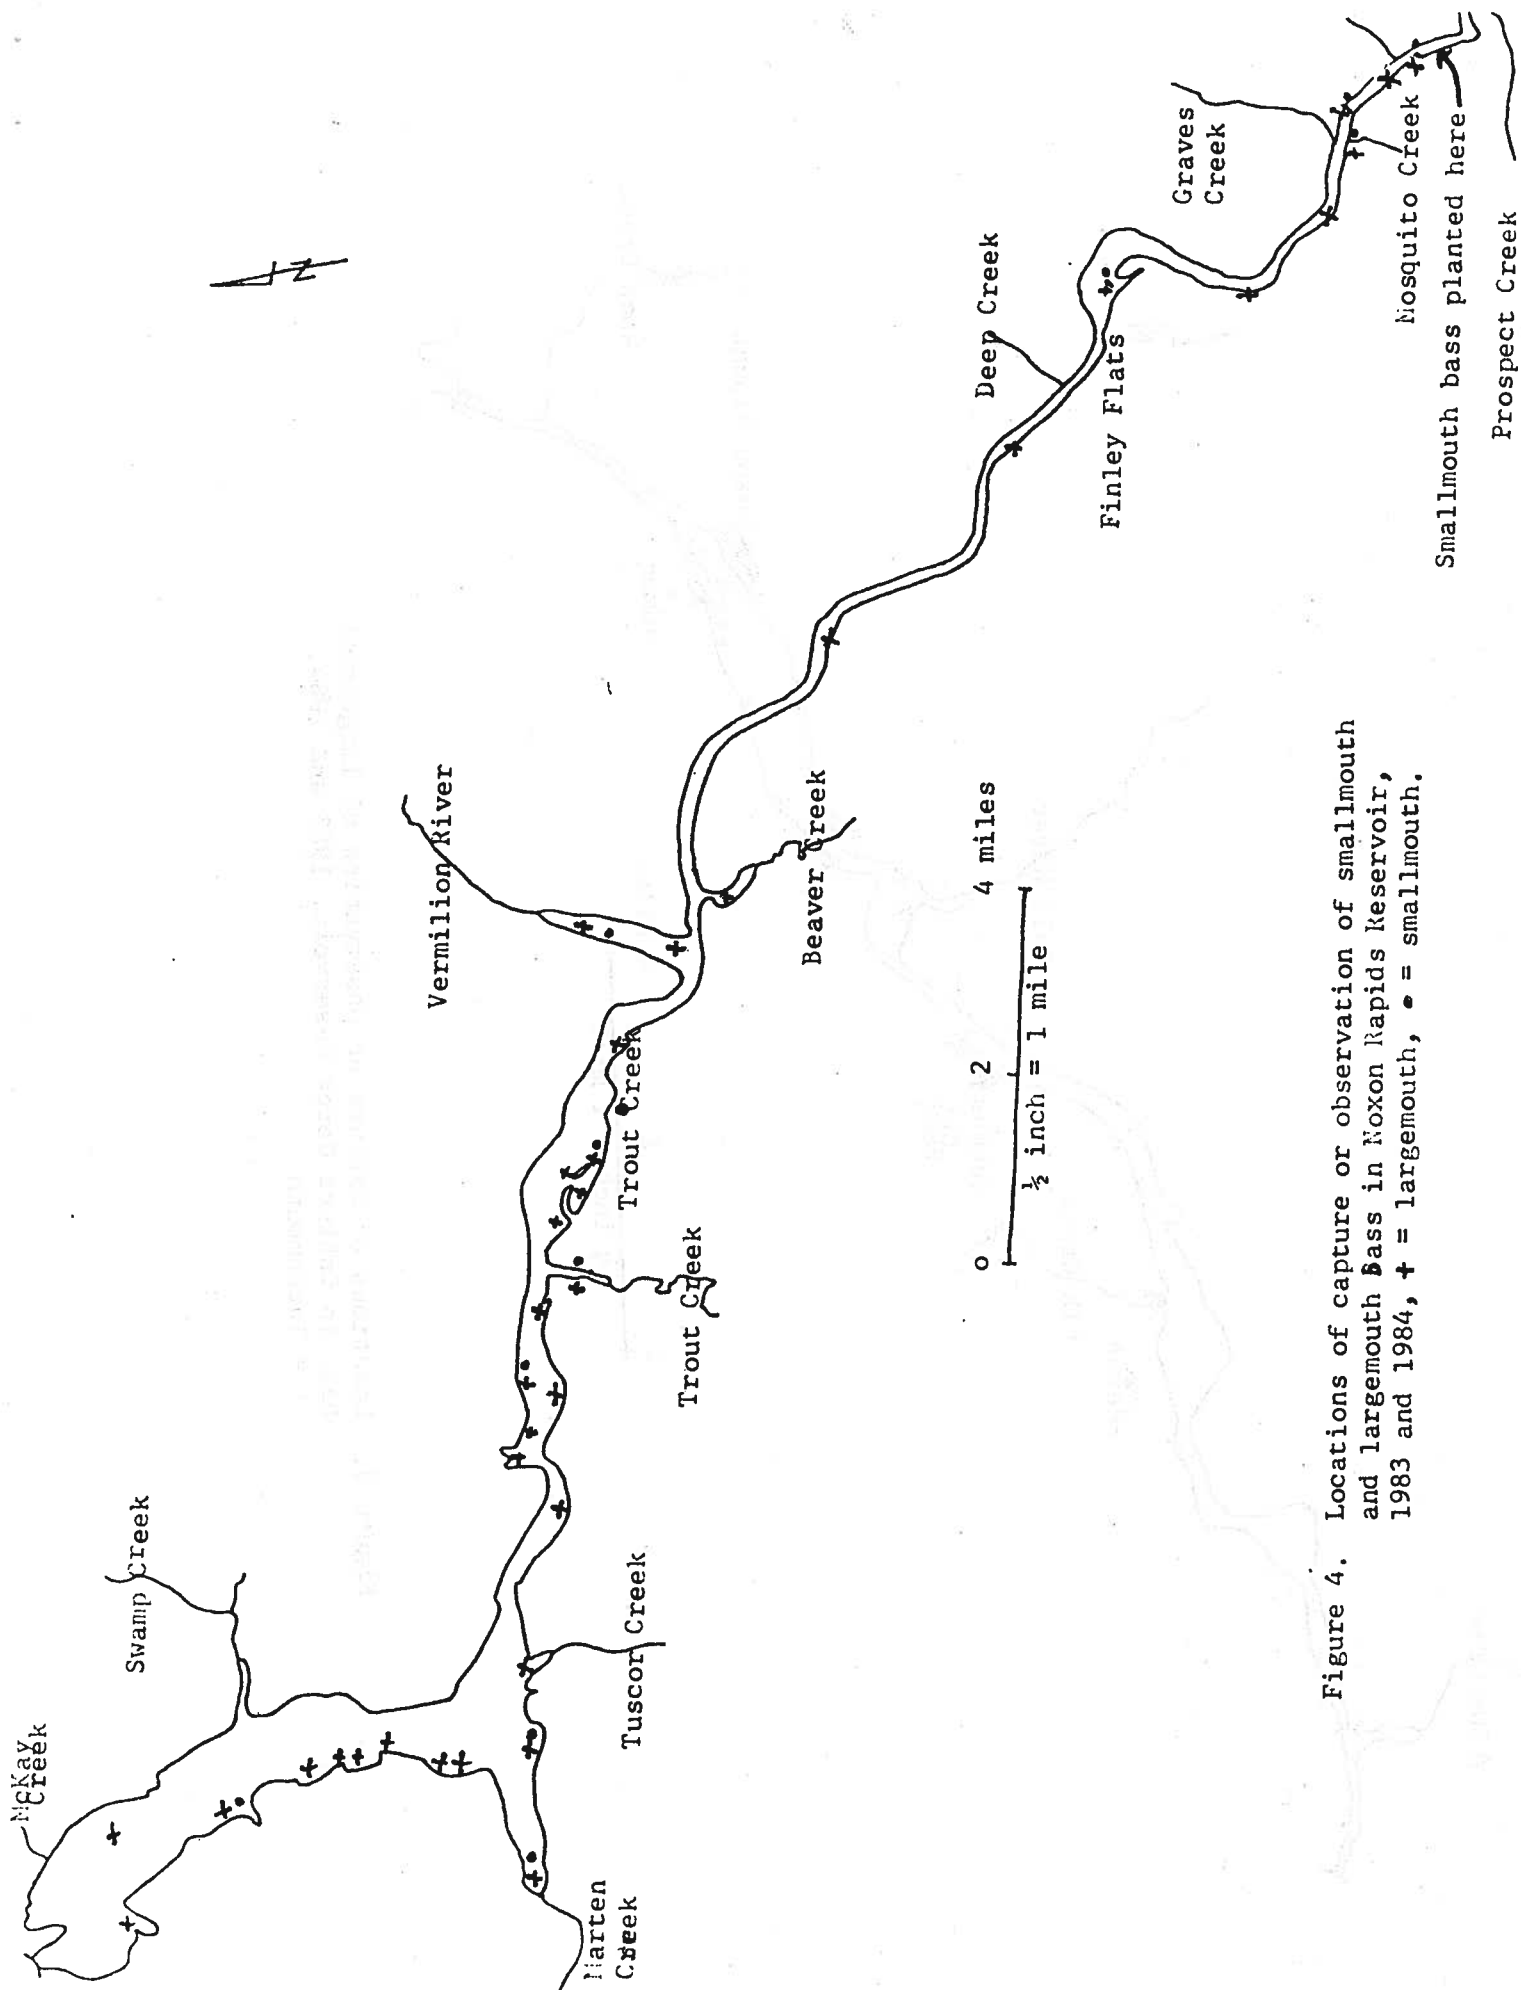 McKay
Creek
Swamp Creek
Marten
Creek
Tuscor Creek
Trout Creek
Trout Creek
Vermilion River
Beaver Creek
Deep Creek
Finley Flats
Graves
Creek
Mosquito Creek
Smallmouth bass planted here
Prospect Creek
N
0 2 4 miles
½ inch = 1 mile
Figure 4. Locations of capture or observation of smallmouth
and largemouth Bass in Noxon Rapids Reservoir,
1983 and 1984, + = largemouth, • = smallmouth.